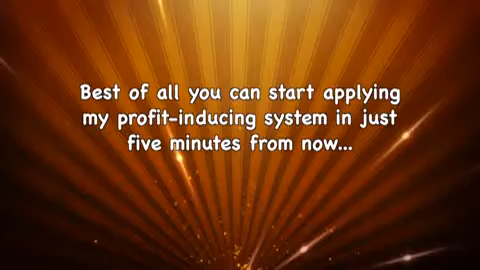 Best of all you can start applying
my profit-inducing system in just
five minutes from now...